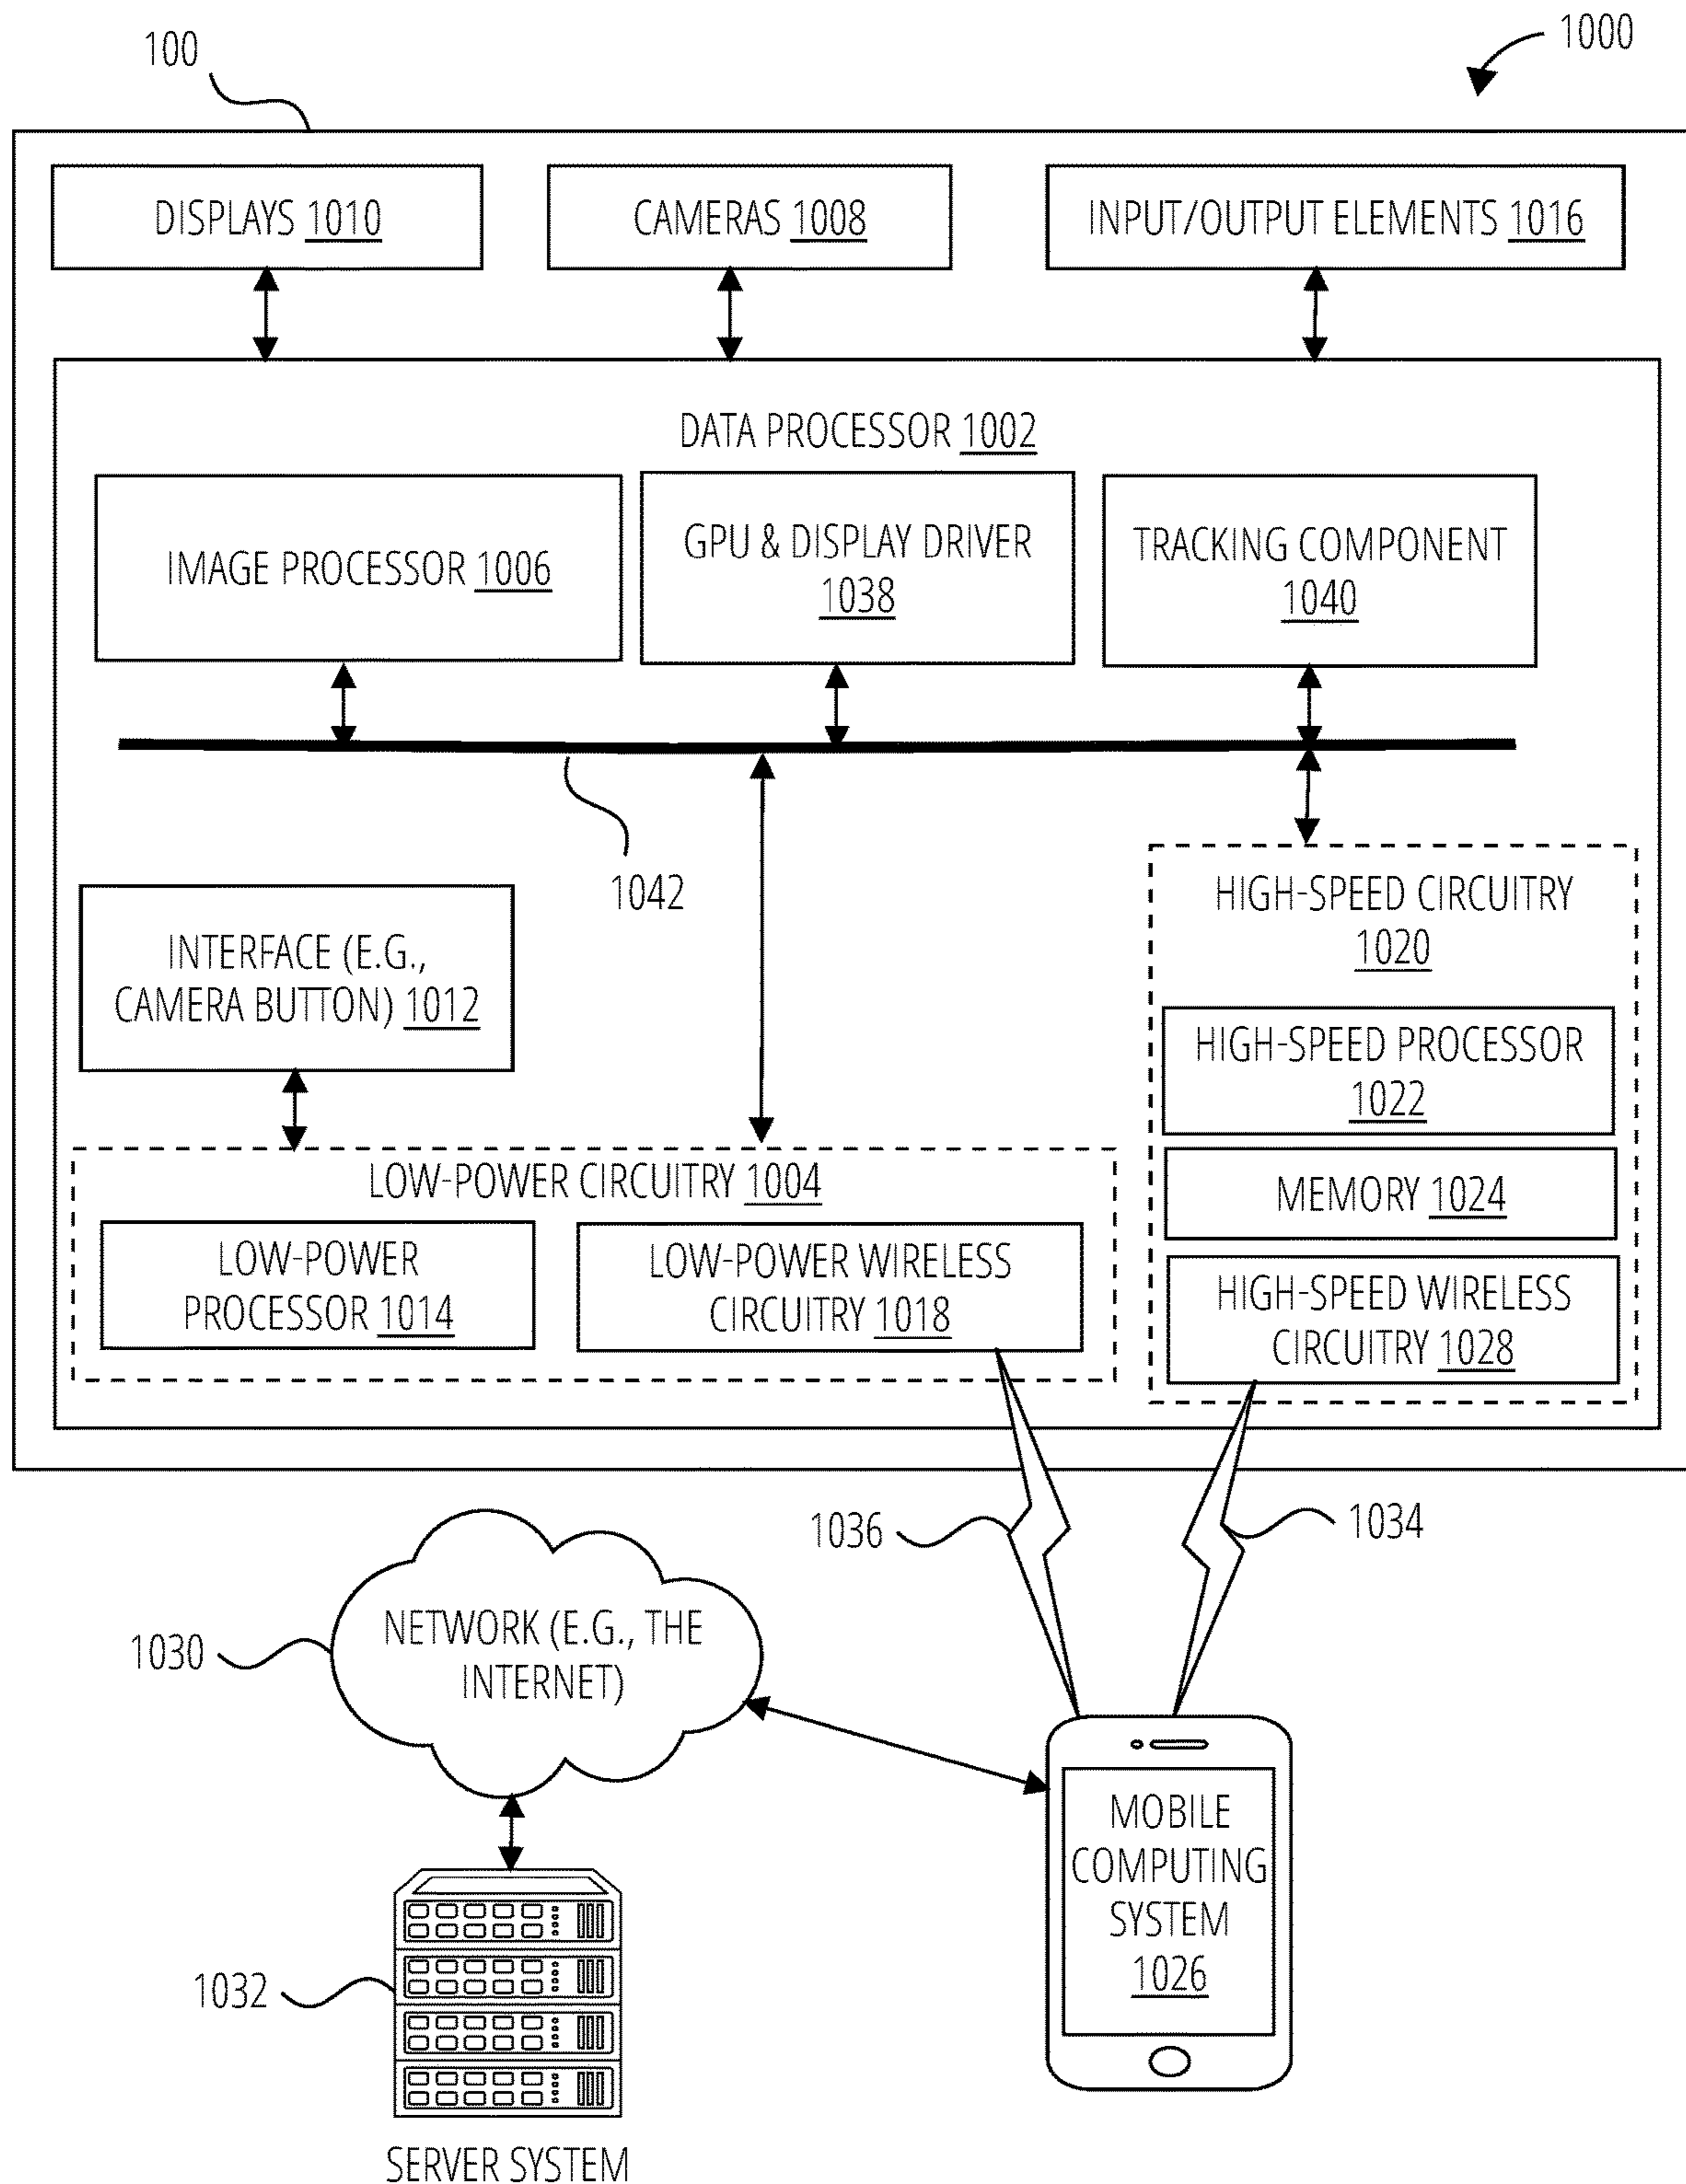 100
1000
DISPLAYS 1010
CAMERAS 1008
INPUT/OUTPUT ELEMENTS 1016
DATA PROCESSOR 1002
IMAGE PROCESSOR 1006
GPU & DISPLAY DRIVER
1038
TRACKING COMPONENT
1040
1042
INTERFACE (E.G.,
CAMERA BUTTON) 1012
HIGH-SPEED CIRCUITRY
1020
HIGH-SPEED PROCESSOR
1022
MEMORY 1024
HIGH-SPEED WIRELESS
CIRCUITRY 1028
LOW-POWER CIRCUITRY 1004
LOW-POWER
PROCESSOR 1014
LOW-POWER WIRELESS
CIRCUITRY 1018
1036
1034
1030
NETWORK (E.G., THE
INTERNET)
MOBILE
COMPUTING
SYSTEM
1026
1032
SERVER SYSTEM